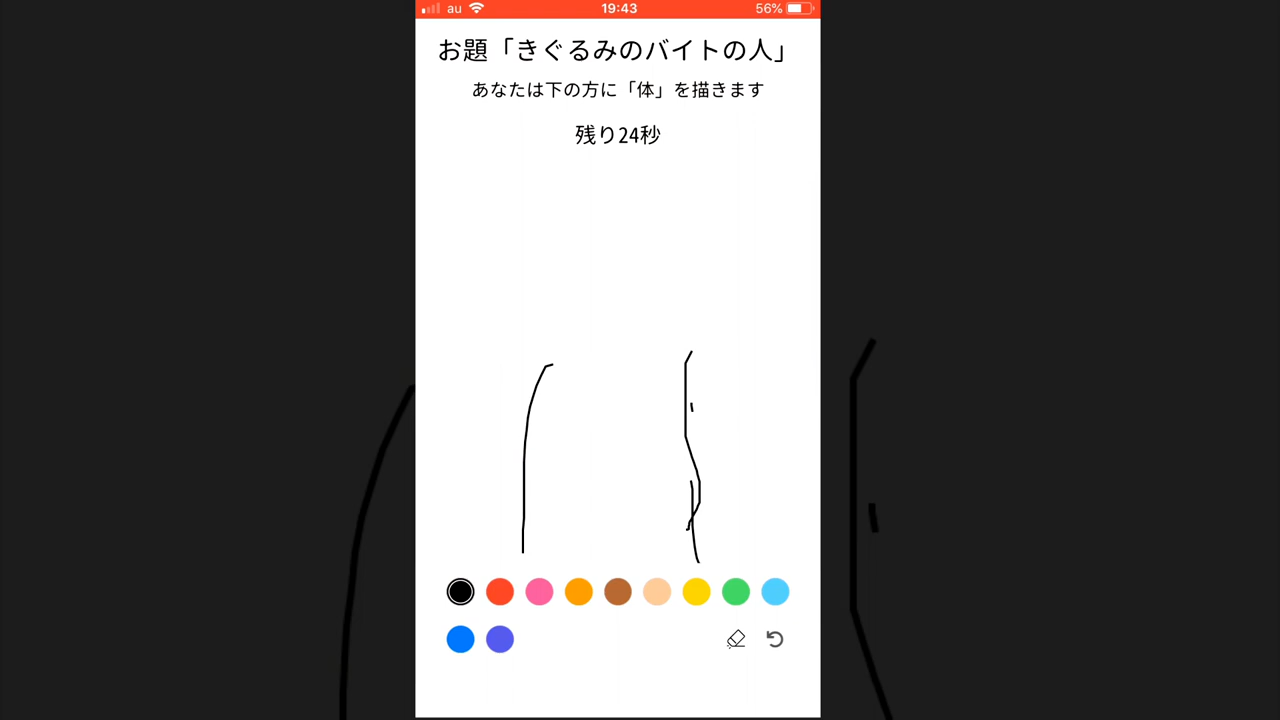 au 19:43 56%
お題「きぐるみのバイトの人」
あなたは下の方に「体」を描きます
残り24秒